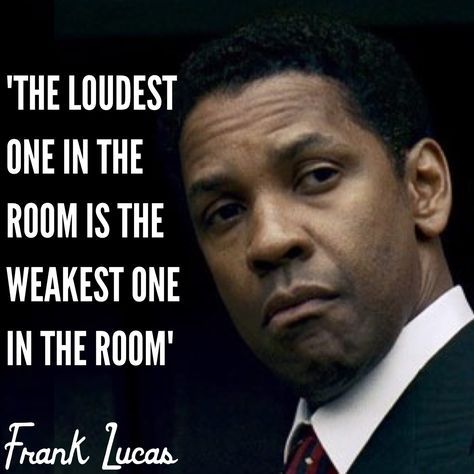 'THE LOUDEST
ONE IN THE
ROOM IS THE
WEAKEST ONE
IN THE ROOM'
Frank Lucas